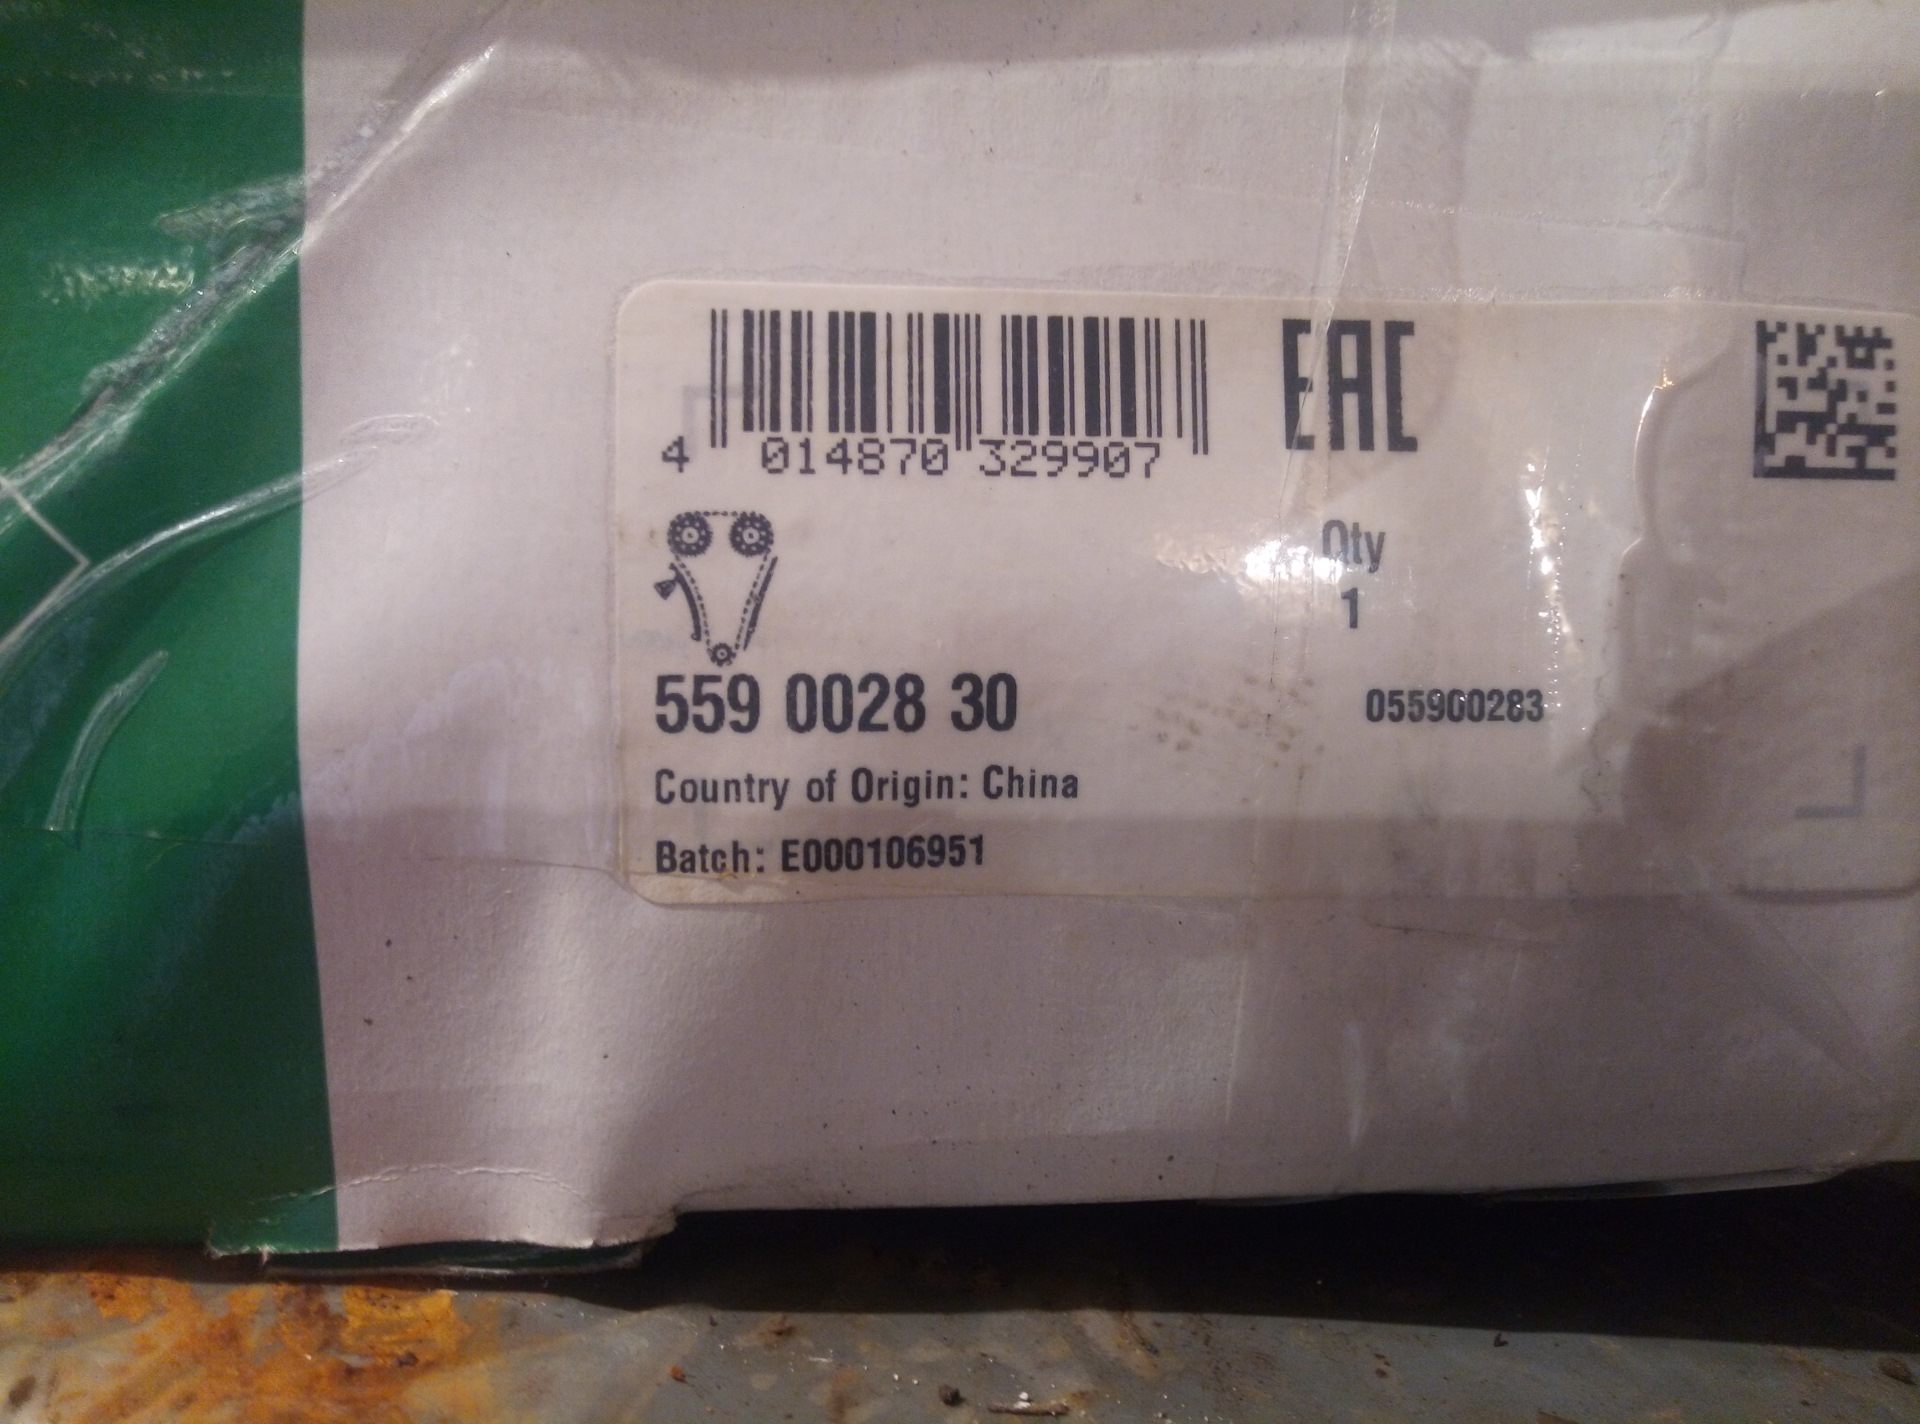 4 014870 329907
EAC
Qty
1
559 0028 30
055900283
Country of Origin: China
Batch: E000106951